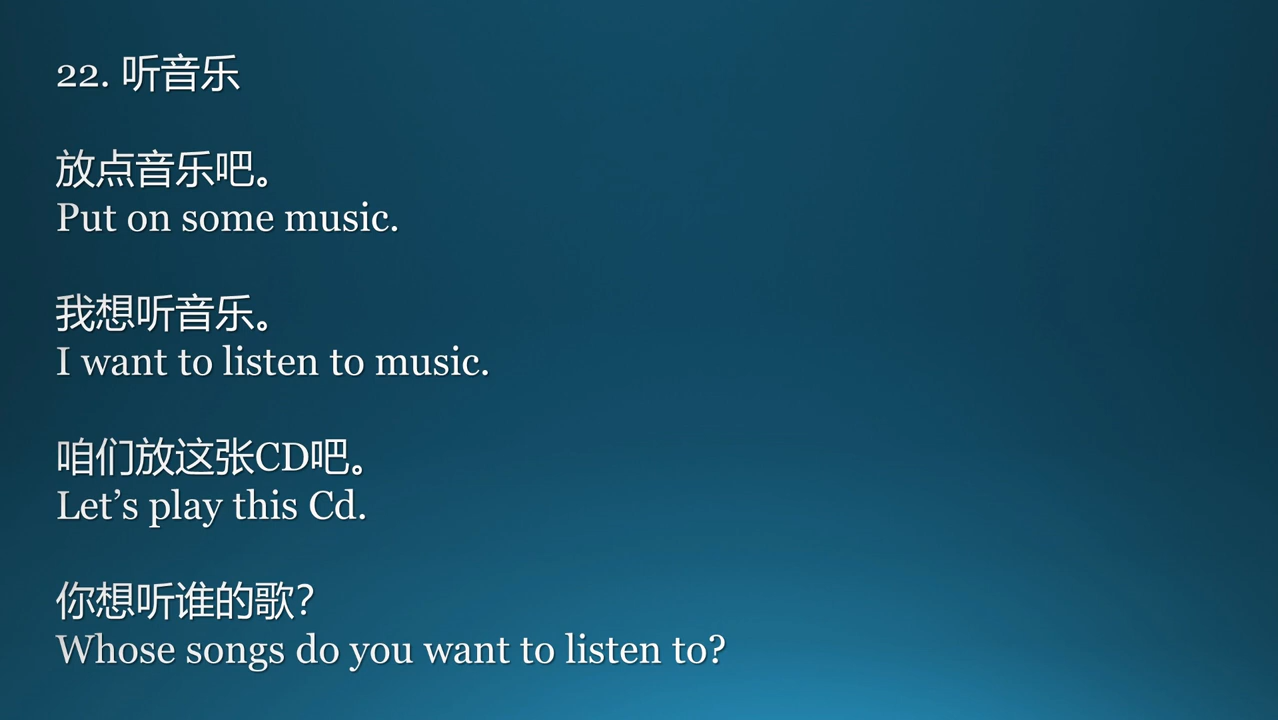 22. 听音乐
放点音乐吧。
Put on some music.
我想听音乐。
I want to listen to music.
咱们放这张CD吧。
Let’s play this Cd.
你想听谁的歌?
Whose songs do you want to listen to?